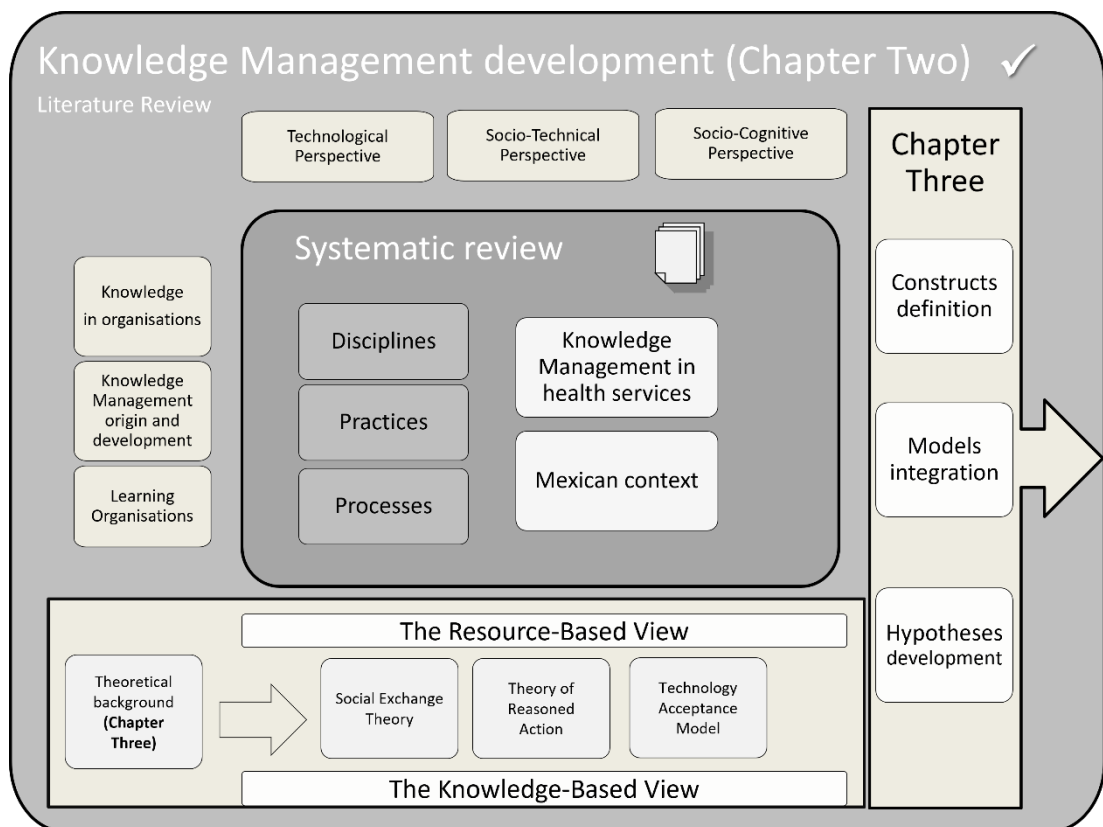 Knowledge Management development (Chapter Two) ✓
Literature Review
Technological
Perspective
Socio-Technical
Perspective
Socio-Cognitive
Perspective
Chapter
Three
Systematic review
Knowledge
in organisations
Knowledge
Management
origin and
development
Learning
Organisations
Disciplines
Practices
Processes
Knowledge
Management in
health services
Mexican context
Constructs
definition
Models
integration
Hypotheses
development
The Resource-Based View
Theoretical
background
(Chapter
Three)
Social Exchange
Theory
Theory of
Reasoned
Action
Technology
Acceptance
Model
The Knowledge-Based View